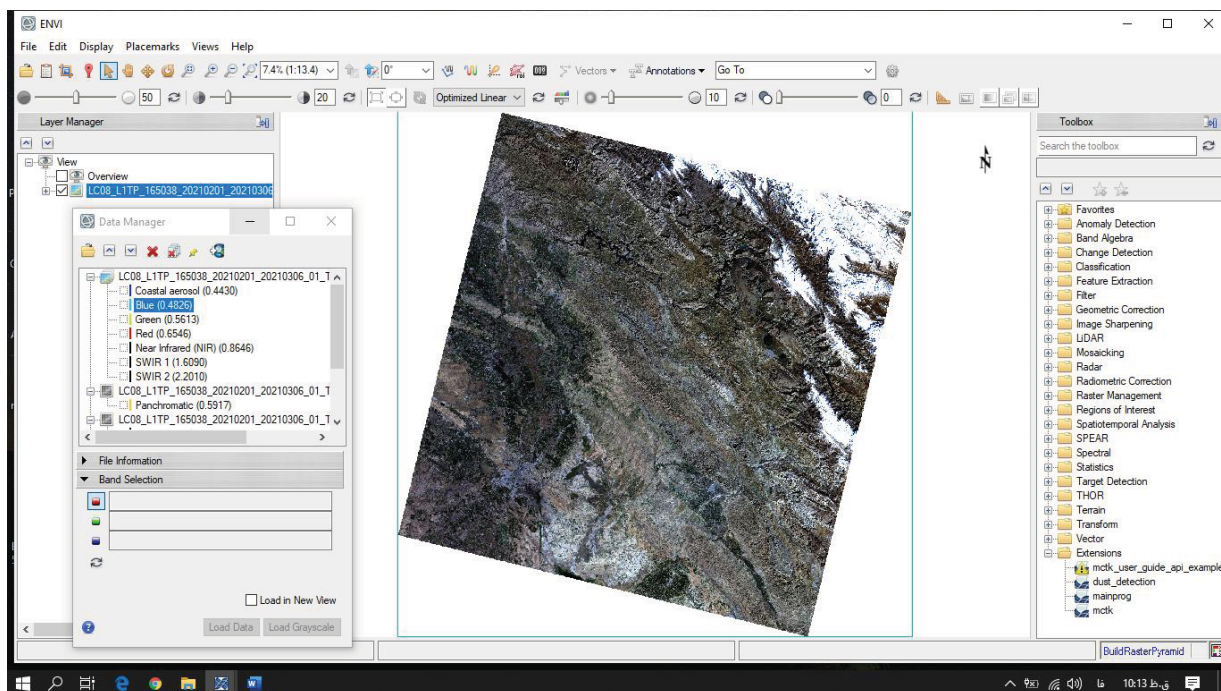 ENVI
File Edit Display Placemarks Views Help
7.4% (1:13.4) 0° Vectors Annotations Go To
50 20 Optimized Linear 10 0
Layer Manager
View
Overview
LC08_L1TP_165038_20210201_20210306
Data Manager
LC08_L1TP_165038_20210201_20210306_01_T
Coastal aerosol (0.4430)
Blue (0.4826)
Green (0.5613)
Red (0.6546)
Near Infrared (NIR) (0.8646)
SWIR 1 (1.6090)
SWIR 2 (2.2010)
LC08_L1TP_165038_20210201_20210306_01_T
Panchromatic (0.5917)
LC08_L1TP_165038_20210201_20210306_01_T
File Information
Band Selection
Load in New View
Load Data Load Grayscale
N
Toolbox
Search the toolbox
Favorites
Anomaly Detection
Band Algebra
Change Detection
Classification
Feature Extraction
Filter
Geometric Correction
Image Sharpening
LiDAR
Mosaicking
Radar
Radiometric Correction
Raster Management
Regions of Interest
Spatiotemporal Analysis
SPEAR
Spectral
Statistics
Target Detection
THOR
Terrain
Transform
Vector
Extensions
mctk_user_guide_api_example
dust_detection
mainprog
mctk
BuildRasterPyramid
فا 10:13 ق.ظ